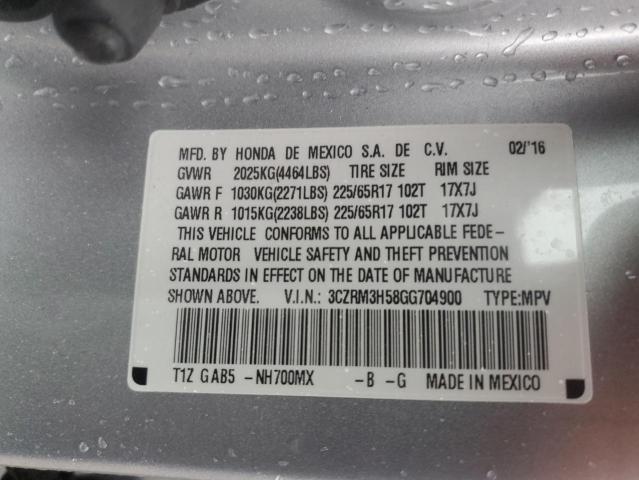 MFD. BY HONDA DE MEXICO S.A. DE C.V. 02/'16
GVWR 2025KG(4464LBS) TIRE SIZE RIM SIZE
GAWR F 1030KG(2271LBS) 225/65R17 102T 17X7J
GAWR R 1015KG(2238LBS) 225/65R17 102T 17X7J
THIS VEHICLE CONFORMS TO ALL APPLICABLE FEDE-
RAL MOTOR VEHICLE SAFETY AND THEFT PREVENTION
STANDARDS IN EFFECT ON THE DATE OF MANUFACTURE
SHOWN ABOVE. V.I.N.: 3CZRM3H58GG704900 TYPE:MPV
T1Z GAB5 -NH700MX -B -G MADE IN MEXICO